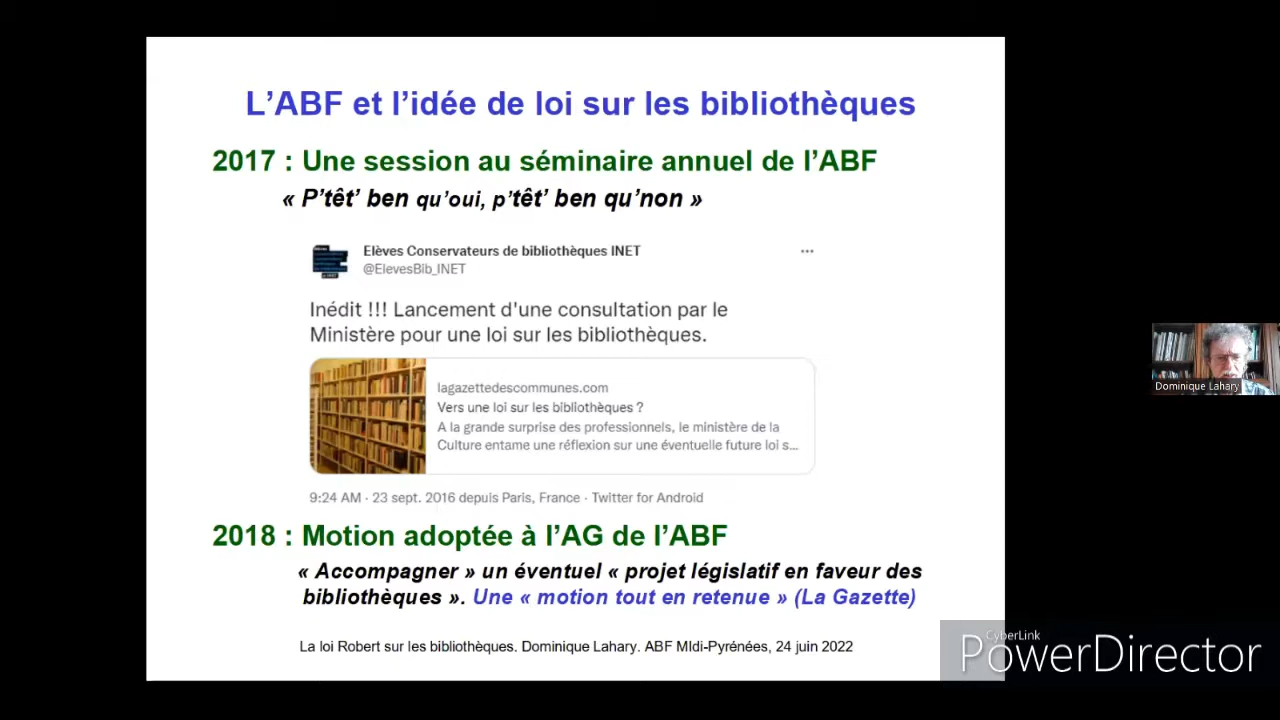 L'ABF et l'idée de loi sur les bibliothèques
2017 : Une session au séminaire annuel de l'ABF
« P'têt' ben qu'oui, p'têt' ben qu'non »
Elèves Conservateurs de bibliothèques INET
@ElevesBib_INET
Inédit !!! Lancement d'une consultation par le
Ministère pour une loi sur les bibliothèques.
lagazettedescommunes.com
Vers une loi sur les bibliothèques ?
A la grande surprise des professionnels, le ministère de la
Culture entame une réflexion sur une éventuelle future loi s...
9:24 AM · 23 sept. 2016 depuis Paris, France · Twitter for Android
2018 : Motion adoptée à l'AG de l'ABF
« Accompagner » un éventuel « projet législatif en faveur des
bibliothèques ». Une « motion tout en retenue » (La Gazette)
La loi Robert sur les bibliothèques. Dominique Lahary. ABF MIdi-Pyrénées, 24 juin 2022
Dominique Lahary
CyberLink
PowerDirector